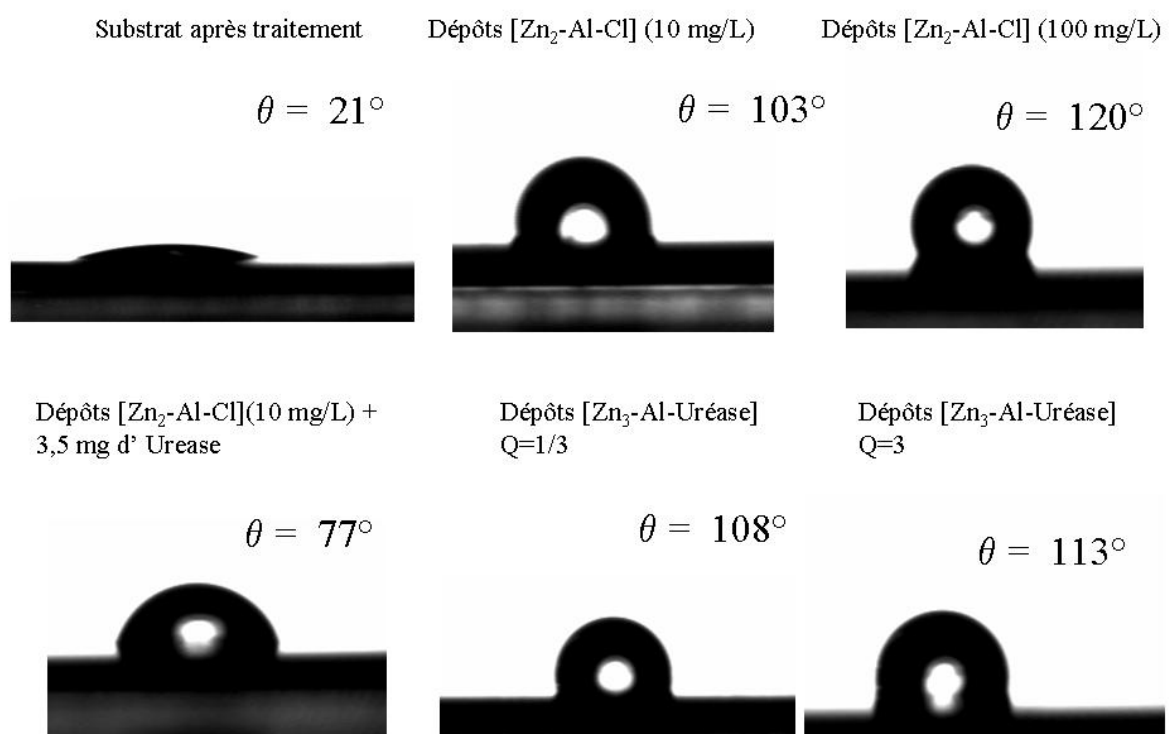 Substrat après traitement
Dépôts [Zn₂-Al-Cl] (10 mg/L)
Dépôts [Zn₂-Al-Cl] (100 mg/L)
θ = 21°
θ = 103°
θ = 120°
Dépôts [Zn₂-Al-Cl](10 mg/L) +
3,5 mg d’ Urease
Dépôts [Zn₃-Al-Uréase]
Q=1/3
Dépôts [Zn₃-Al-Uréase]
Q=3
θ = 77°
θ = 108°
θ = 113°